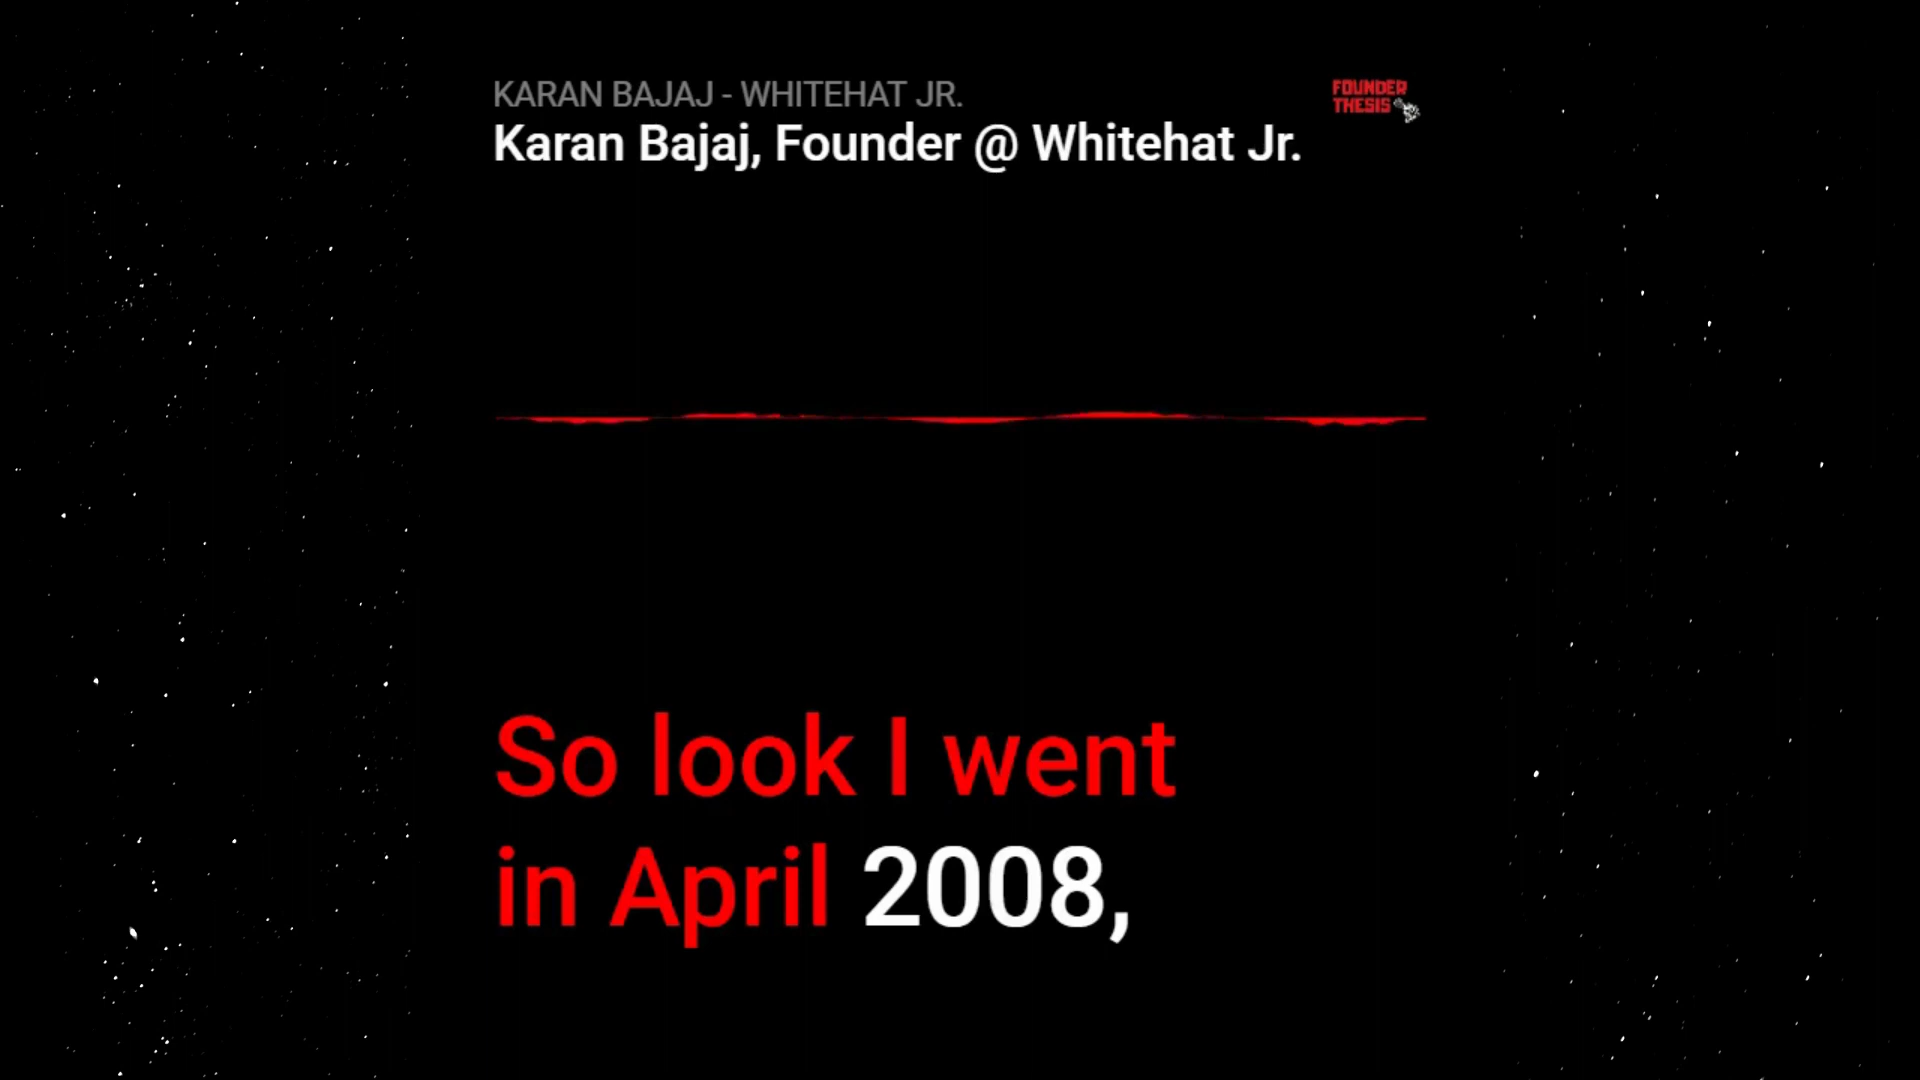 KARAN BAJAJ - WHITEHAT JR.
Karan Bajaj, Founder @ Whitehat Jr.
FOUNDER
THESIS
So look I went
in April 2008,